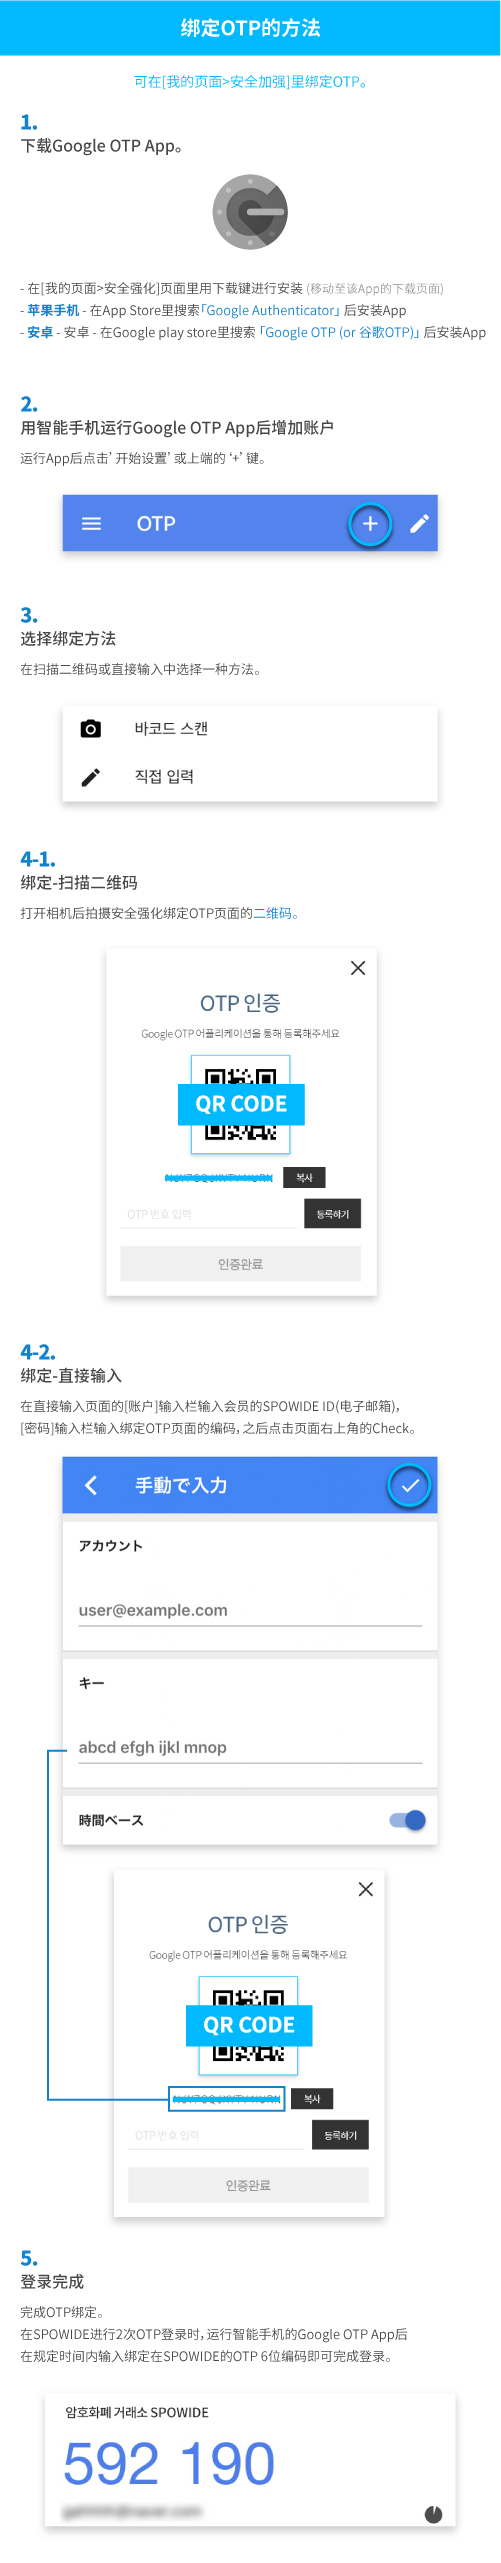 绑定OTP的方法
可在[我的页面>安全加强]里绑定OTP。
1.
下载Google OTP App。
- 在[我的页面>安全强化]页面里用下载键进行安装 (移动至该App的下载页面)
- 苹果手机 - 在App Store里搜索「Google Authenticator」 后安装App
- 安卓 - 安卓 - 在Google play store里搜索 「Google OTP (or 谷歌OTP)」 后安装App
2.
用智能手机运行Google OTP App后增加账户
运行App后点击’ 开始设置’ 或上端的 ‘+’ 键。
OTP
3.
选择绑定方法
在扫描二维码或直接输入中选择一种方法。
바코드 스캔
직접 입력
4-1.
绑定-扫描二维码
打开相机后拍摄安全强化绑定OTP页面的二维码。
OTP 인증
Google OTP 어플리케이션을 통해 등록해주세요
QR CODE
복사
OTP 번호 입력
등록하기
인증완료
4-2.
绑定-直接输入
在直接输入页面的[账户]输入栏输入会员的SPOWIDE ID(电子邮箱),
[密码]输入栏输入绑定OTP页面的编码, 之后点击页面右上角的Check。
手動で入力
アカウント
user@example.com
キー
abcd efgh ijkl mnop
時間ベース
OTP 인증
Google OTP 어플리케이션을 통해 등록해주세요
QR CODE
복사
OTP 번호 입력
등록하기
인증완료
5.
登录完成
完成OTP绑定。
在SPOWIDE进行2次OTP登录时, 运行智能手机的Google OTP App后
在规定时间内输入绑定在SPOWIDE的OTP 6位编码即可完成登录。
암호화폐 거래소 SPOWIDE
592 190